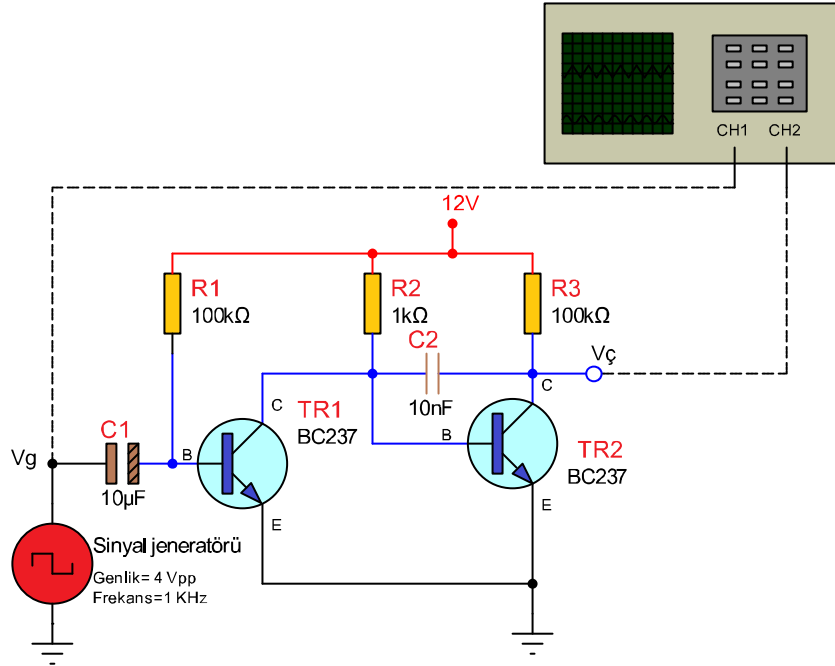 CH1 CH2
12V
R1
100kΩ
R2
1kΩ
R3
100kΩ
C2
10nF
Vç
C
C
TR1
BC237
B
TR2
BC237
C1
10µF
Vg
B
E
E
Sinyal jeneratörü
Genlik= 4 Vpp
Frekans=1 KHz